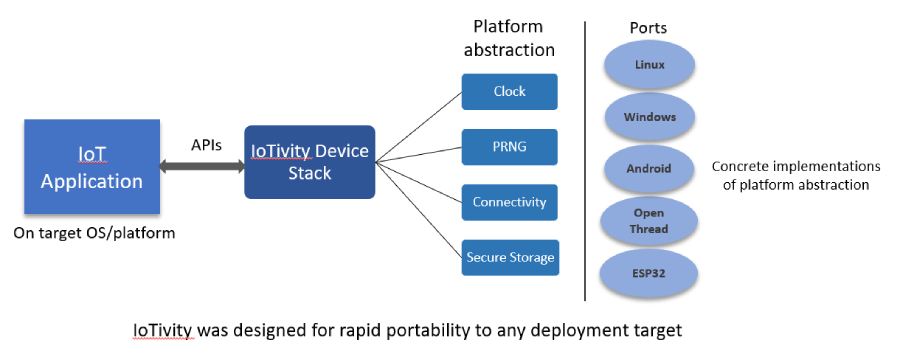 Platform
abstraction
Ports
Linux
Clock
Windows
APIs
PRNG
IoT
Application
IoTivity Device
Stack
Android
Concrete implementations
of platform abstraction
Connectivity
Open
Thread
On target OS/platform
Secure Storage
ESP32
IoTivity was designed for rapid portability to any deployment target